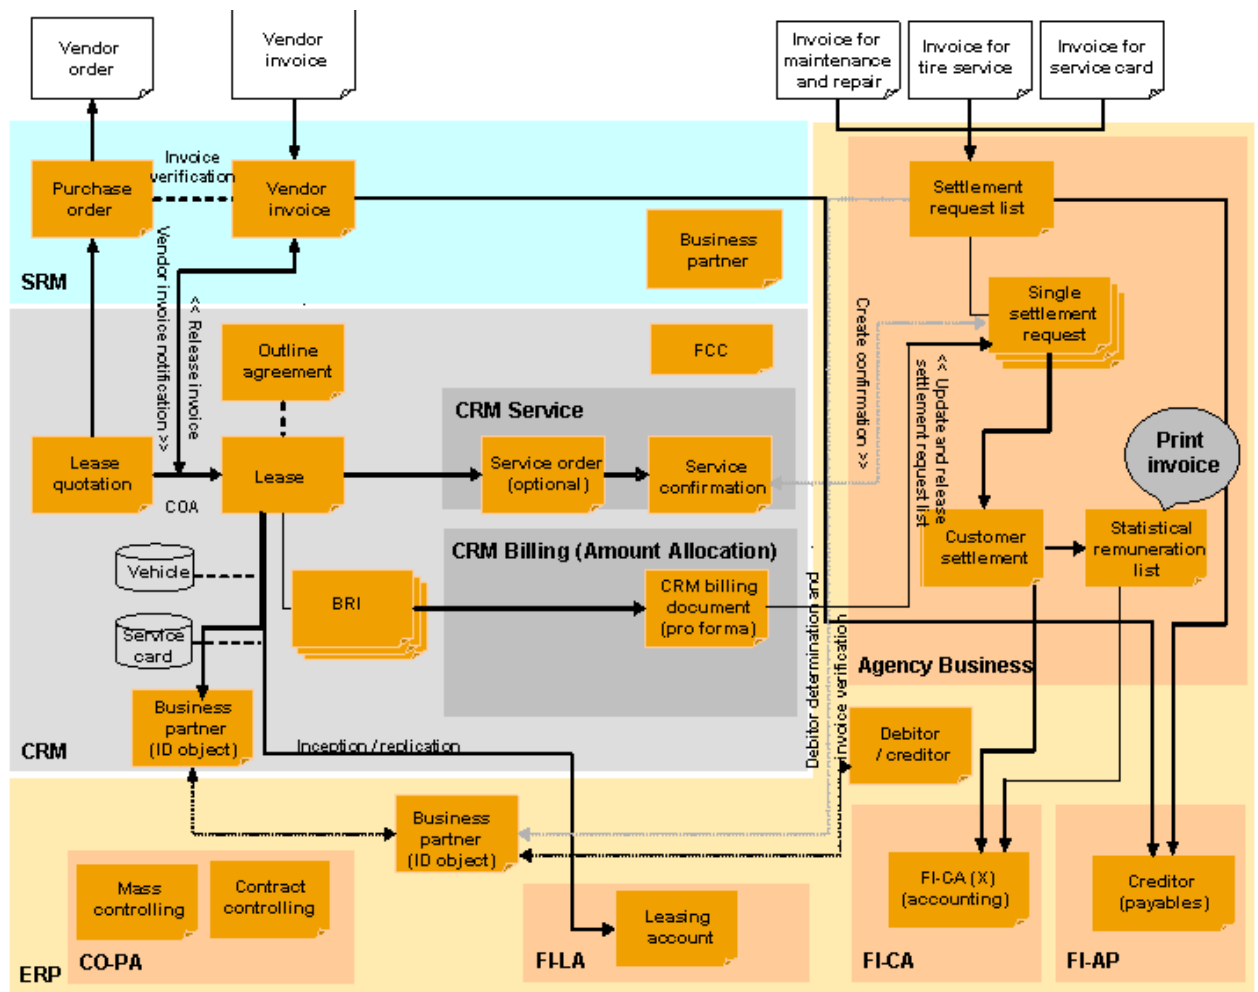 Vendor
order
Vendor
invoice
Invoice for
maintenance
and repair
Invoice for
tire service
Invoice for
service card
Invoice
verification
Purchase
order
Vendor
invoice
Business
partner
SRM
Settlement
request list
Single
settlement
request
Vendor invoice notification >>
<< Release invoice
Outline
agreement
FCC
Create confirmation >>
<< Update and release
settlement request list
CRM Service
Lease
quotation
COA
Lease
Service order
(optional)
Service
confirmation
Print
invoice
Customer
settlement
Statistical
remuneration
list
CRM Billing (Amount Allocation)
Vehicle
Service
card
BRI
CRM billing
document
(pro forma)
Debitor determination and
invoice verification
Agency Business
Business
partner
(ID object)
CRM
Inception / replication
Debitor
/ creditor
Business
partner
(ID object)
Mass
controlling
Contract
controlling
CO-PA
ERP
Leasing
account
FI-LA
FI-CA (X)
(accounting)
FI-CA
Creditor
(payables)
FI-AP